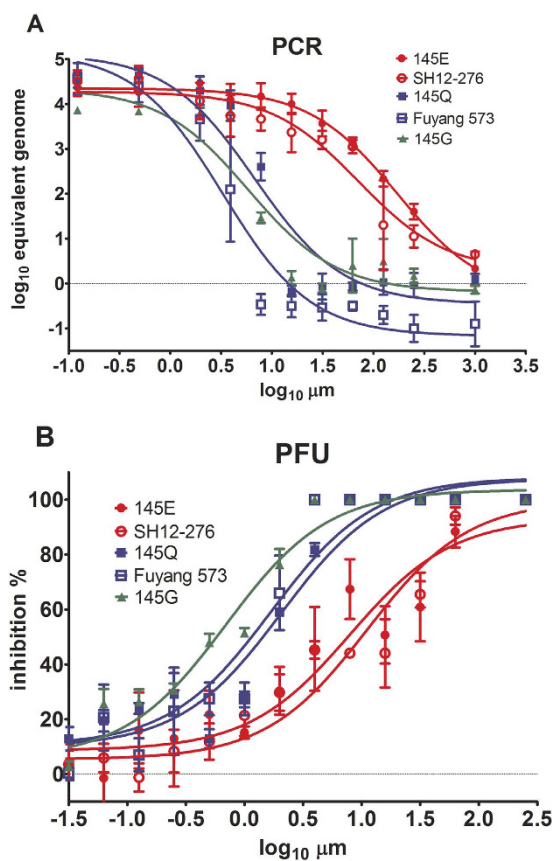 A
PCR
145E
SH12-276
145Q
Fuyang 573
145G
log10 equivalent genome
5
4
3
2
1
0
-1
-1.0 -0.5 0.0 0.5 1.0 1.5 2.0 2.5 3.0 3.5
log10 µm
B
PFU
145E
SH12-276
145Q
Fuyang 573
145G
inhibition %
100
80
60
40
20
0
-1.5 -1.0 -0.5 0.0 0.5 1.0 1.5 2.0 2.5
log10 µm